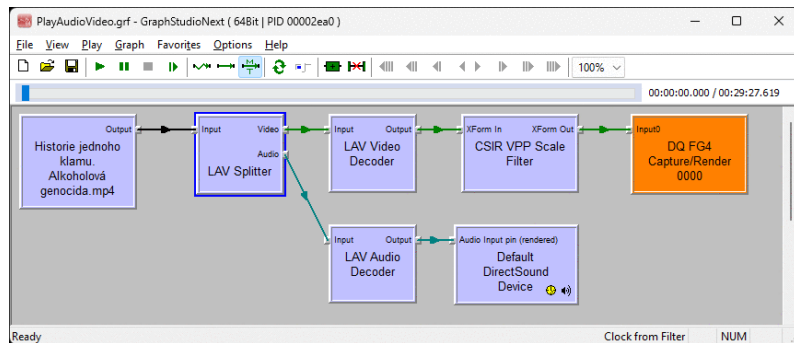 PlayAudioVideo.grf - GraphStudioNext ( 64Bit | PID 00002ea0 )
File View Play Graph Favorites Options Help
100%
00:00:00.000 / 00:29:27.619
Output
Historie jednoho
klamu.
Alkoholová
genocida.mp4
Input Video
Audio
LAV Splitter
Input Output
LAV Video
Decoder
XForm In XForm Out
CSIR VPP Scale
Filter
Input0
DQ FG4
Capture/Render
0000
Input Output
LAV Audio
Decoder
Audio Input pin (rendered)
Default
DirectSound
Device
Ready Clock from Filter NUM